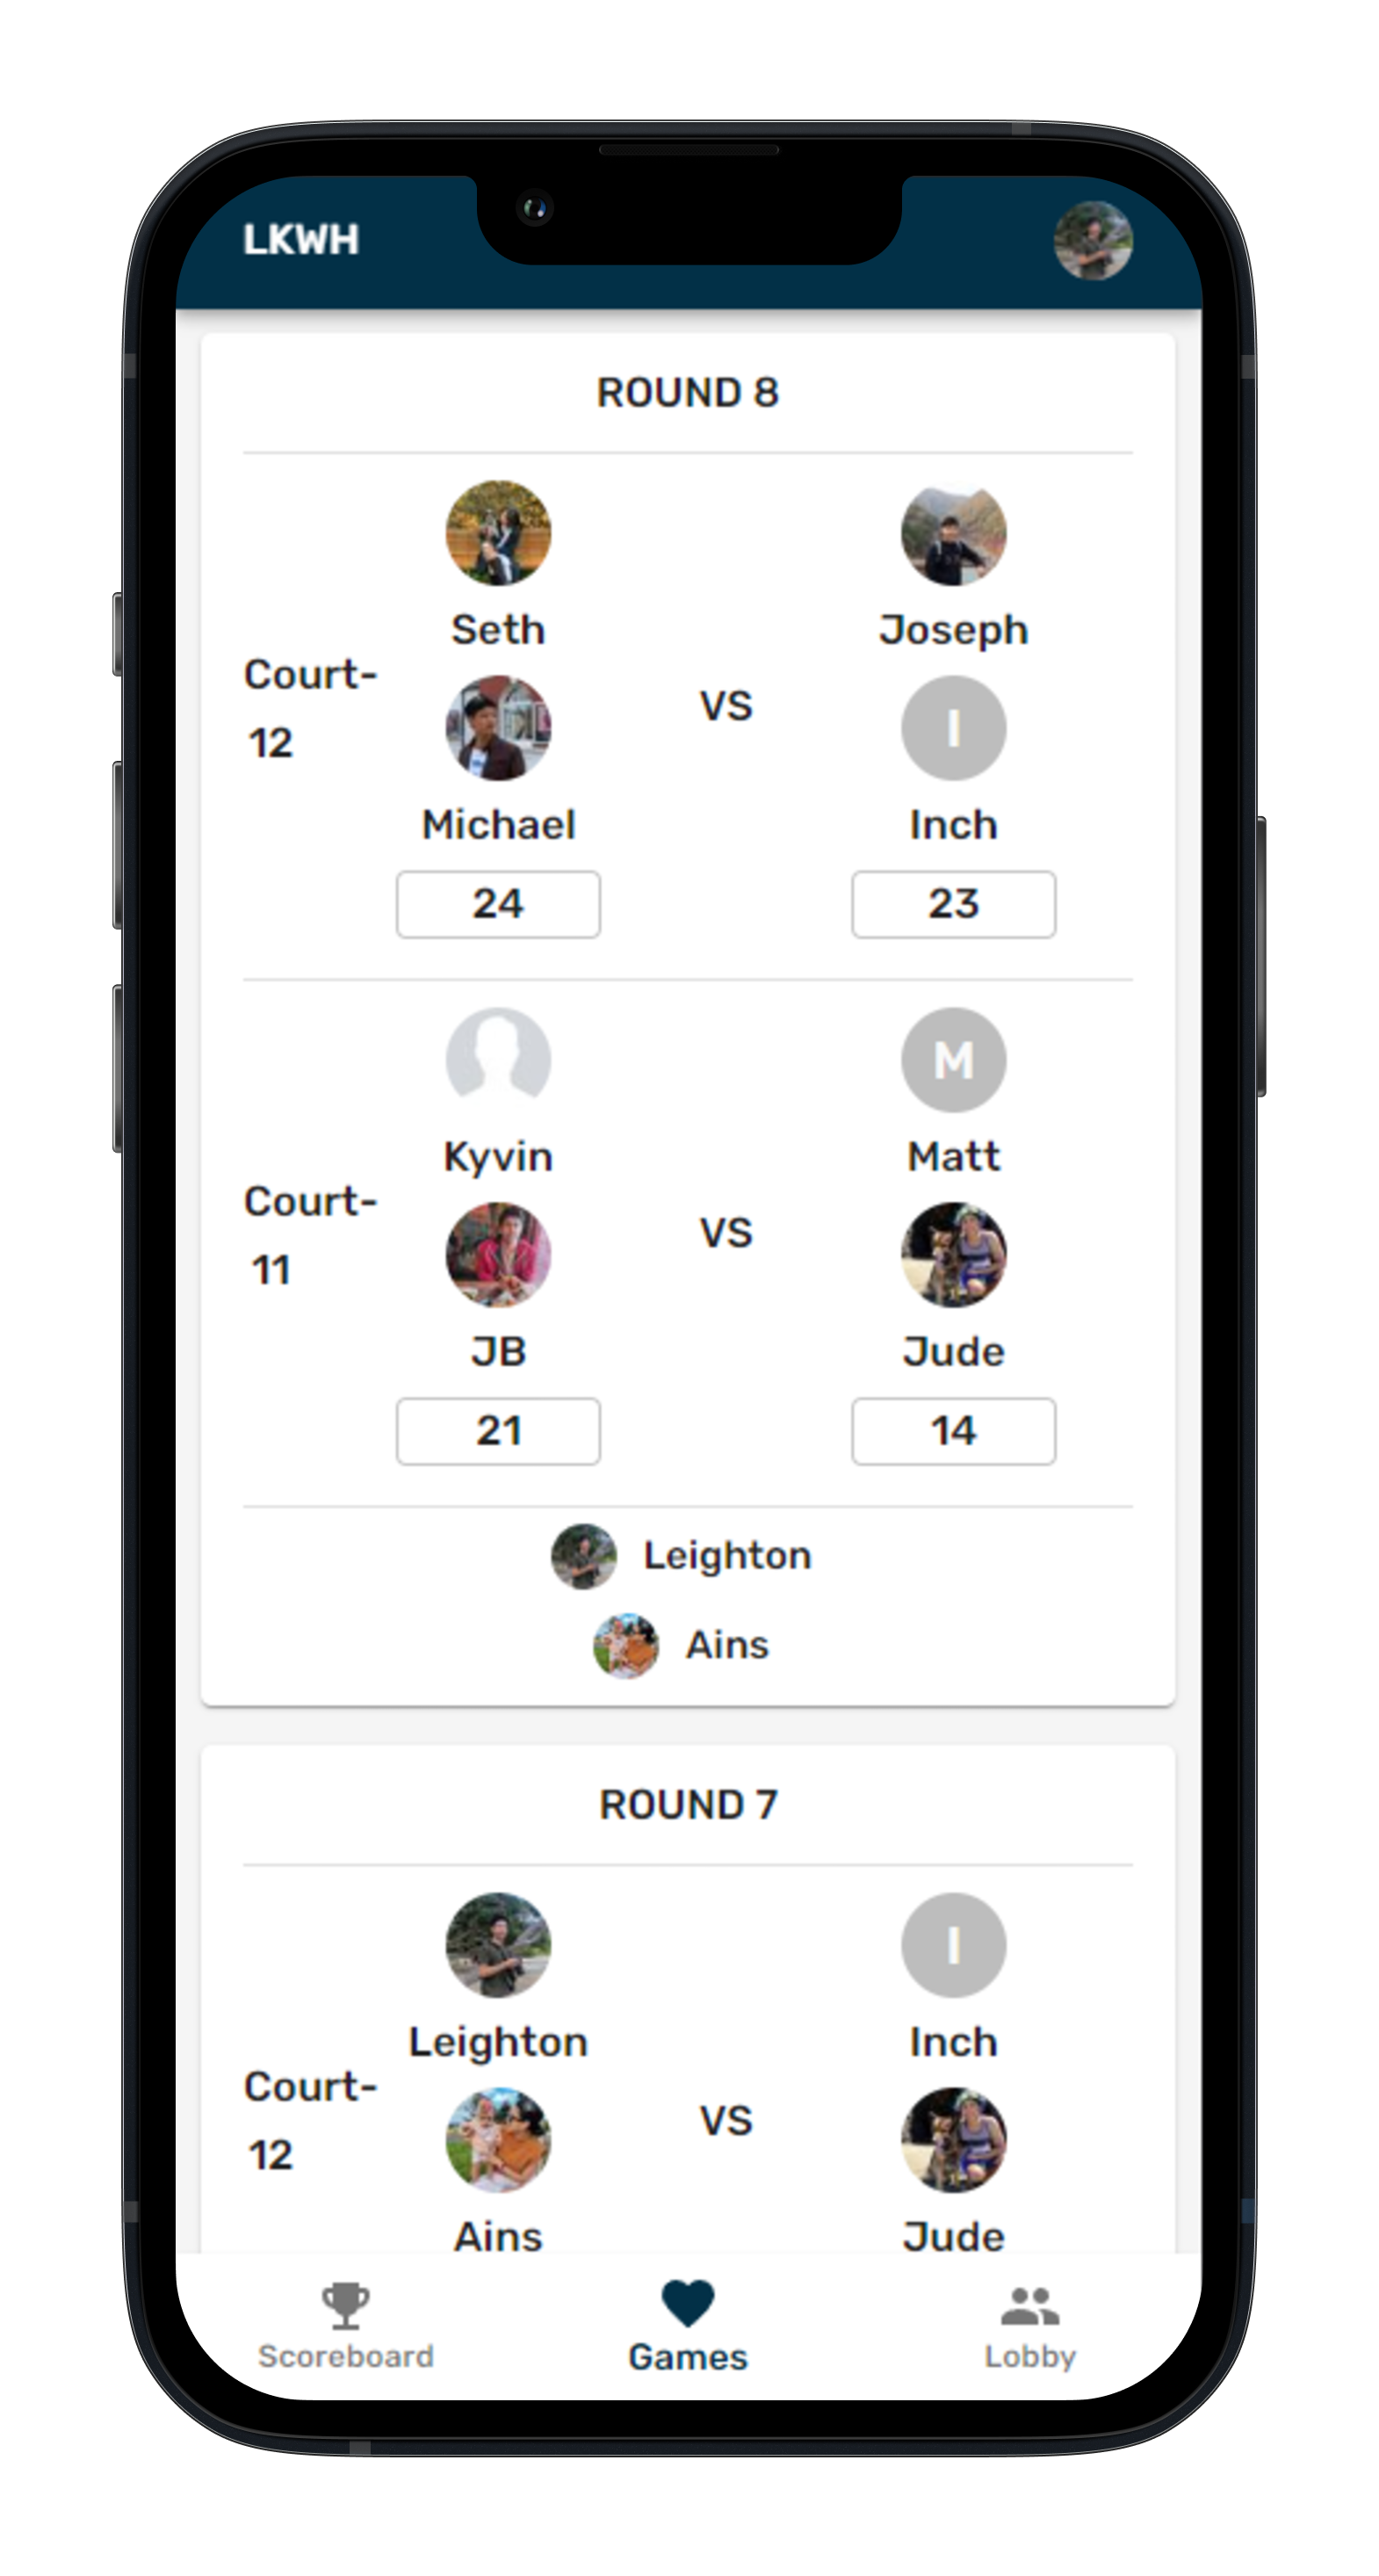 LKWH
ROUND 8
Seth
Joseph
Court-
12
VS
I
Michael
Inch
24
23
M
Kyvin
Matt
Court-
11
VS
JB
Jude
21
14
Leighton
Ains
ROUND 7
I
Leighton
Inch
Court-
12
VS
Ains
Jude
Scoreboard
Games
Lobby